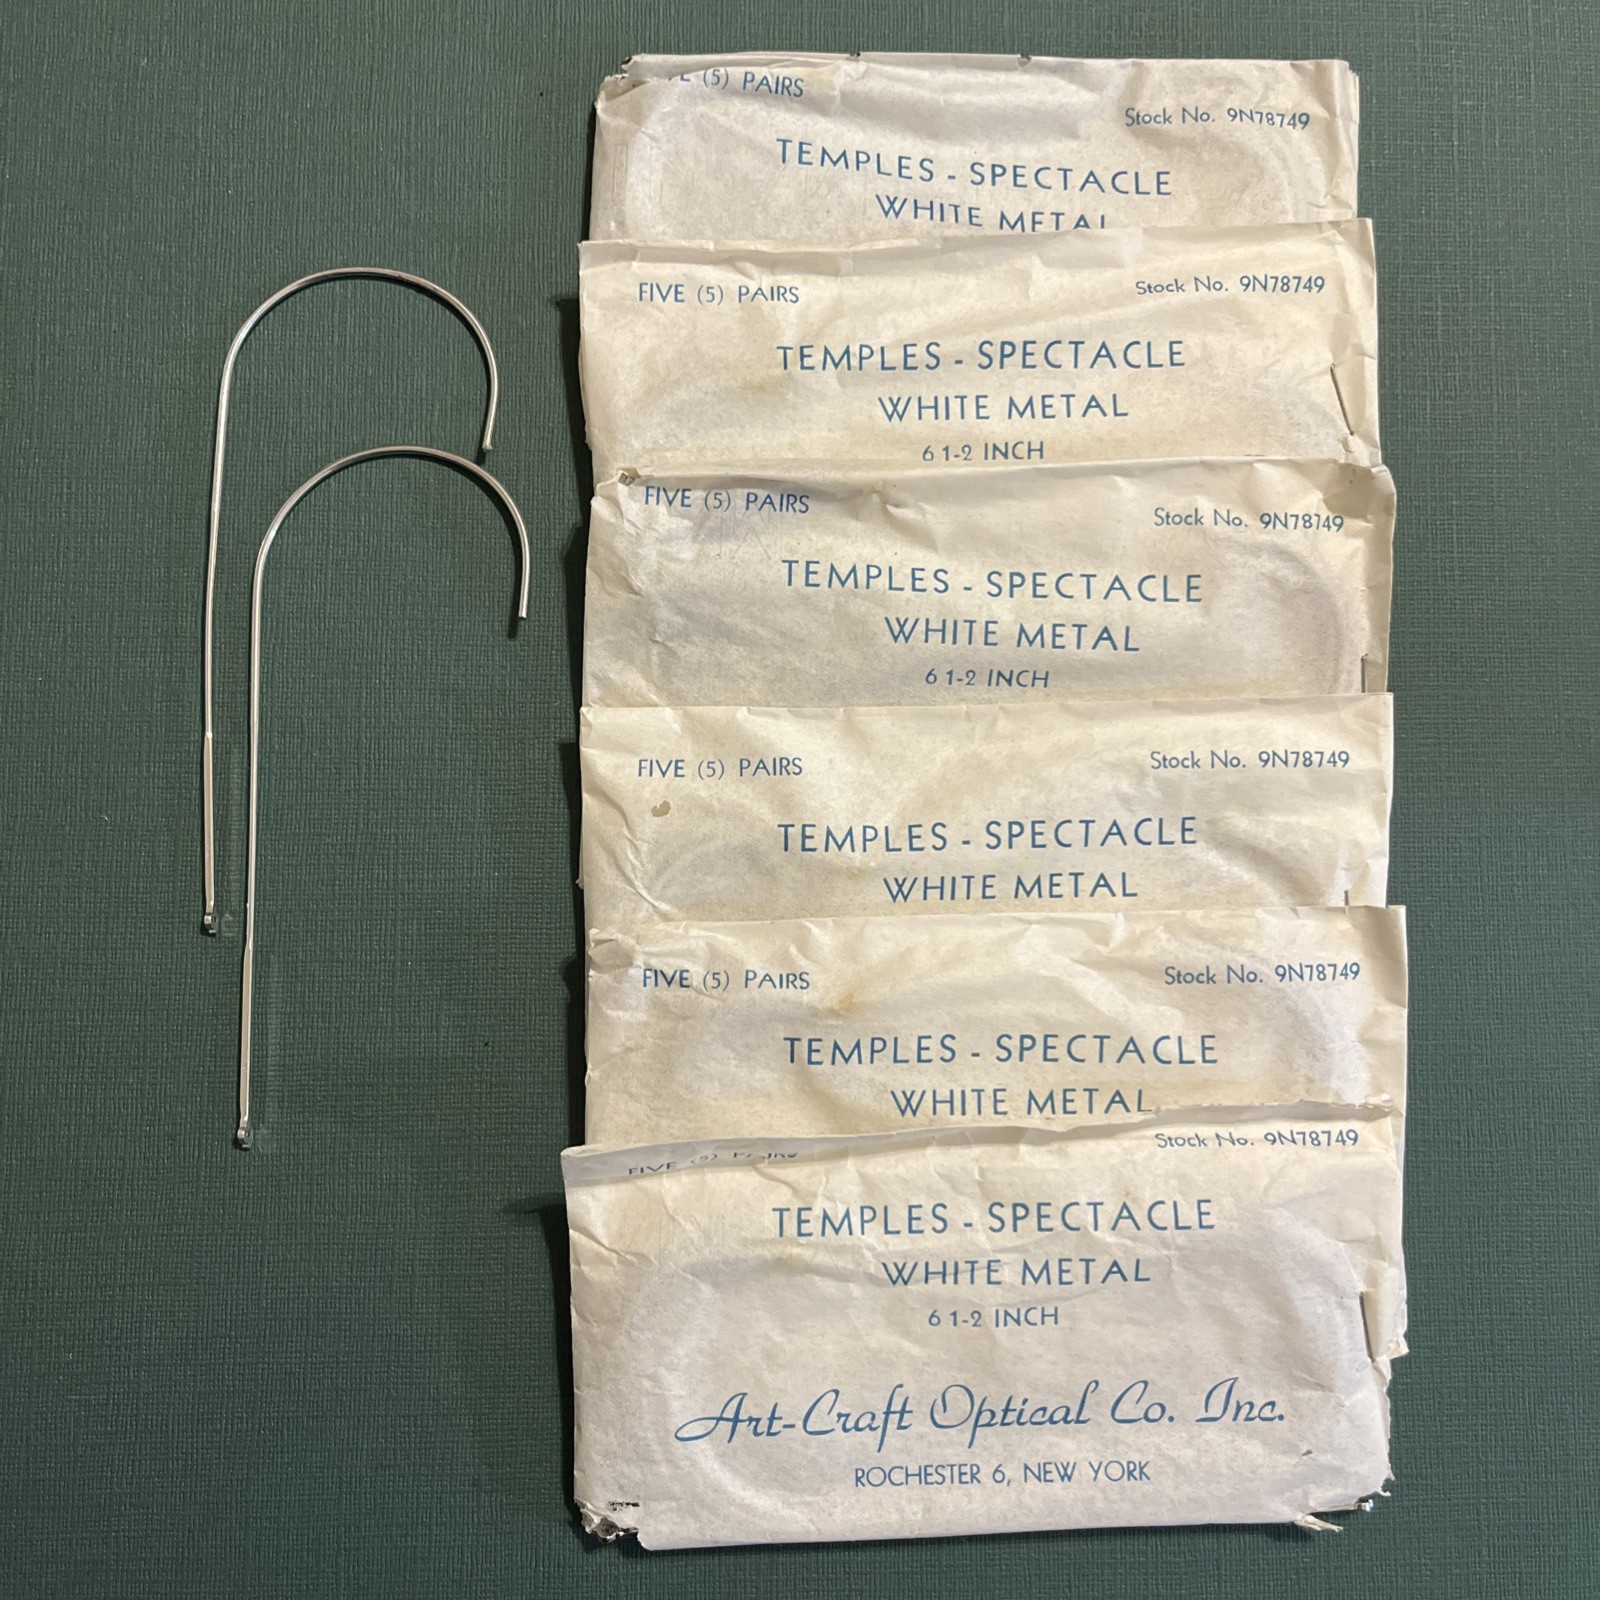 (5) PAIRS
Stock No. 9N78749
TEMPLES - SPECTACLE
WHITE METAL
FIVE (5) PAIRS
Stock No. 9N78749
TEMPLES - SPECTACLE
WHITE METAL
6 1-2 INCH
FIVE (5) PAIRS
Stock No. 9N78749
TEMPLES - SPECTACLE
WHITE METAL
6 1-2 INCH
FIVE (5) PAIRS
Stock No. 9N78749
TEMPLES - SPECTACLE
WHITE METAL
FIVE (5) PAIRS
Stock No. 9N78749
TEMPLES - SPECTACLE
WHITE METAL
FIVE (5) PAIRS
Stock No. 9N78749
TEMPLES - SPECTACLE
WHITE METAL
6 1-2 INCH
Art-Craft Optical Co. Inc.
ROCHESTER 6, NEW YORK